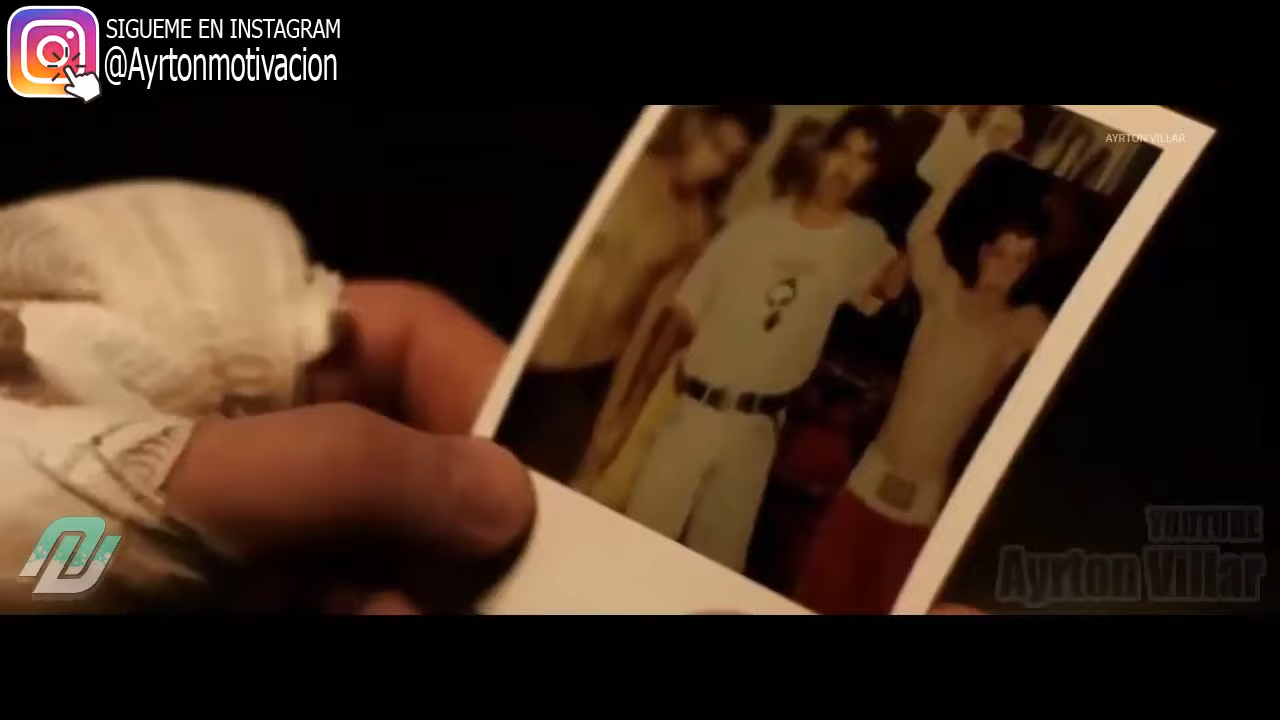 SIGUEME EN INSTAGRAM
@Ayrtonmotivacion
AYRTON VILLAR
YOUTUBE
Ayrton Villar